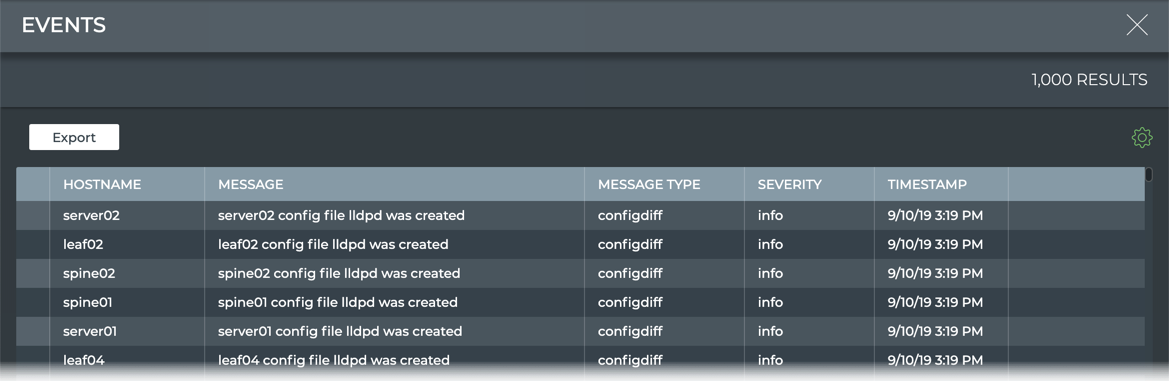 EVENTS
1,000 RESULTS
Export
HOSTNAME MESSAGE MESSAGE TYPE SEVERITY TIMESTAMP
server02 server02 config file lldpd was created configdiff info 9/10/19 3:19 PM
leaf02 leaf02 config file lldpd was created configdiff info 9/10/19 3:19 PM
spine02 spine02 config file lldpd was created configdiff info 9/10/19 3:19 PM
spine01 spine01 config file lldpd was created configdiff info 9/10/19 3:19 PM
server01 server01 config file lldpd was created configdiff info 9/10/19 3:19 PM
leaf04 leaf04 config file lldpd was created configdiff info 9/10/19 3:19 PM